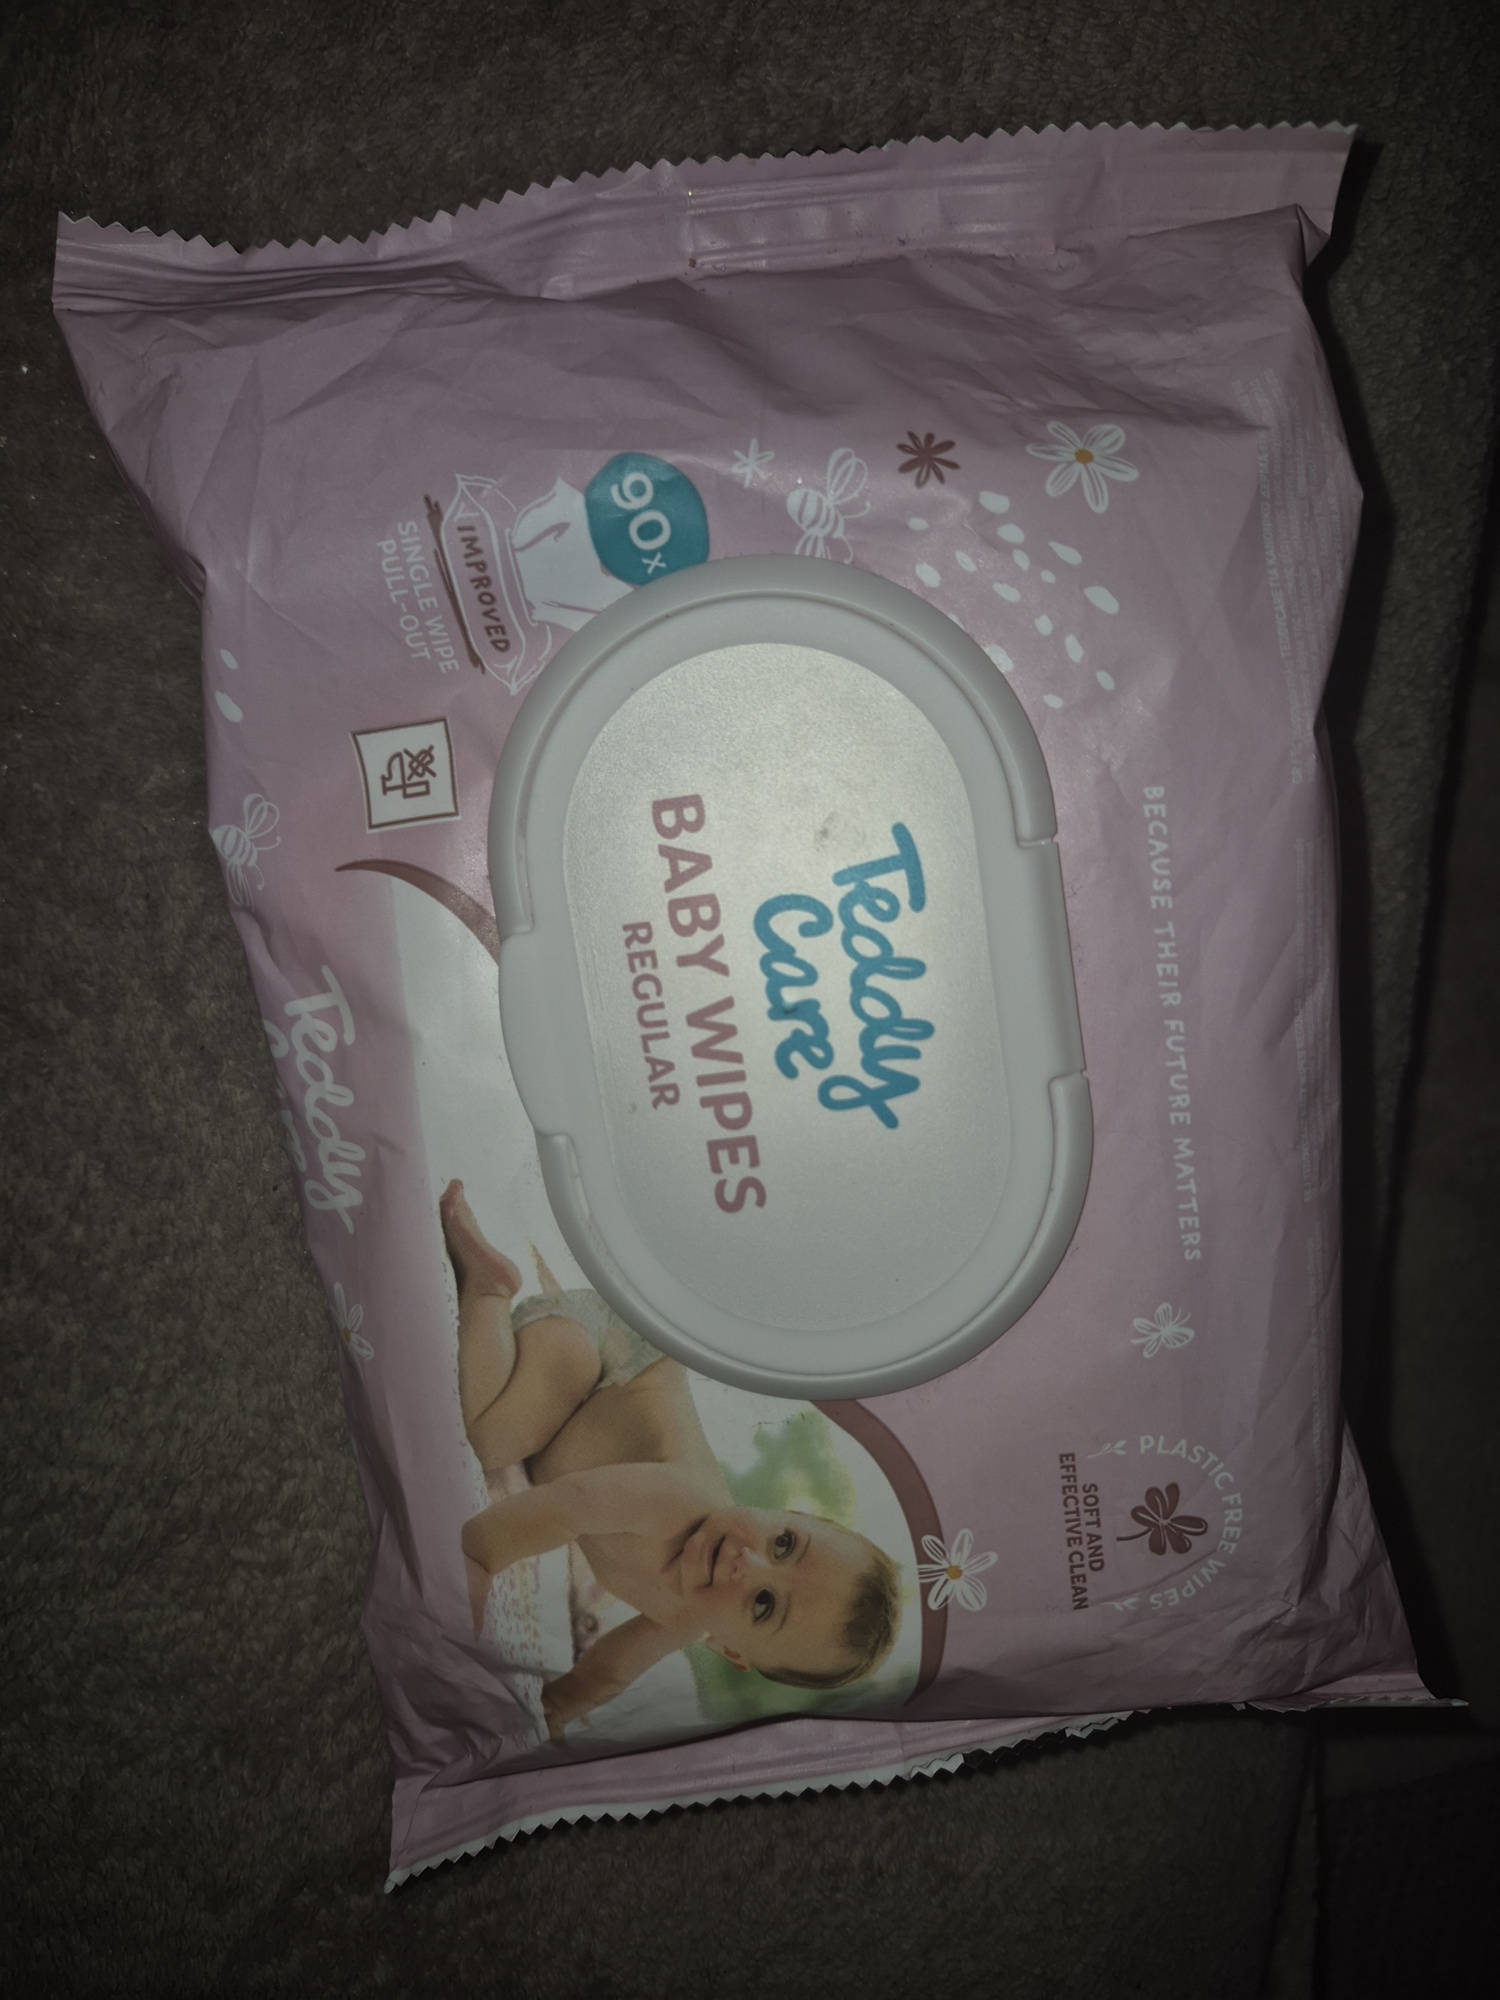 BECAUSE THEIR FUTURE MATTERS
PLASTIC FREE WIPES
SOFT AND
EFFECTIVE CLEAN
Teddy
Care
BABY WIPES
REGULAR
90x
IMPROVED
SINGLE WIPE
PULL-OUT
Teddy